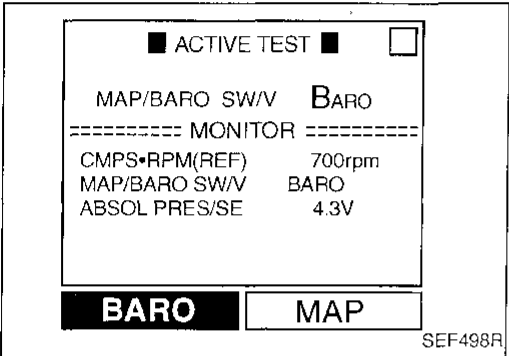 ■ ACTIVE TEST ■
MAP/BARO SW/V BARO
========= MONITOR =========
CMPS•RPM(REF) 700rpm
MAP/BARO SW/V BARO
ABSOL PRES/SE 4.3V
BARO MAP
SEF498R